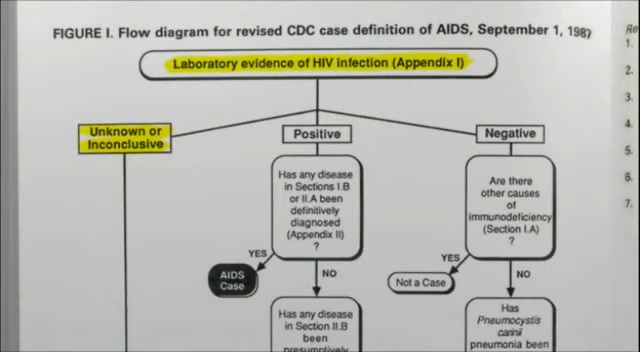 FIGURE I. Flow diagram for revised CDC case definition of AIDS, September 1, 1987
Laboratory evidence of HIV infection (Appendix I)
Unknown or
Inconclusive
Positive
Negative
Has any disease
in Sections I.B
or II.A been
definitively
diagnosed
(Appendix II)
?
Are there
other causes
of
immunodeficiency
(Section I.A)
?
YES
AIDS
Case
NO
YES
Not a Case
NO
Has any disease
in Section II.B
been
presumptively
Has
Pneumocystis
carinii
pneumonia been
Re
1.
2.
3.
4.
5.
6.
7.